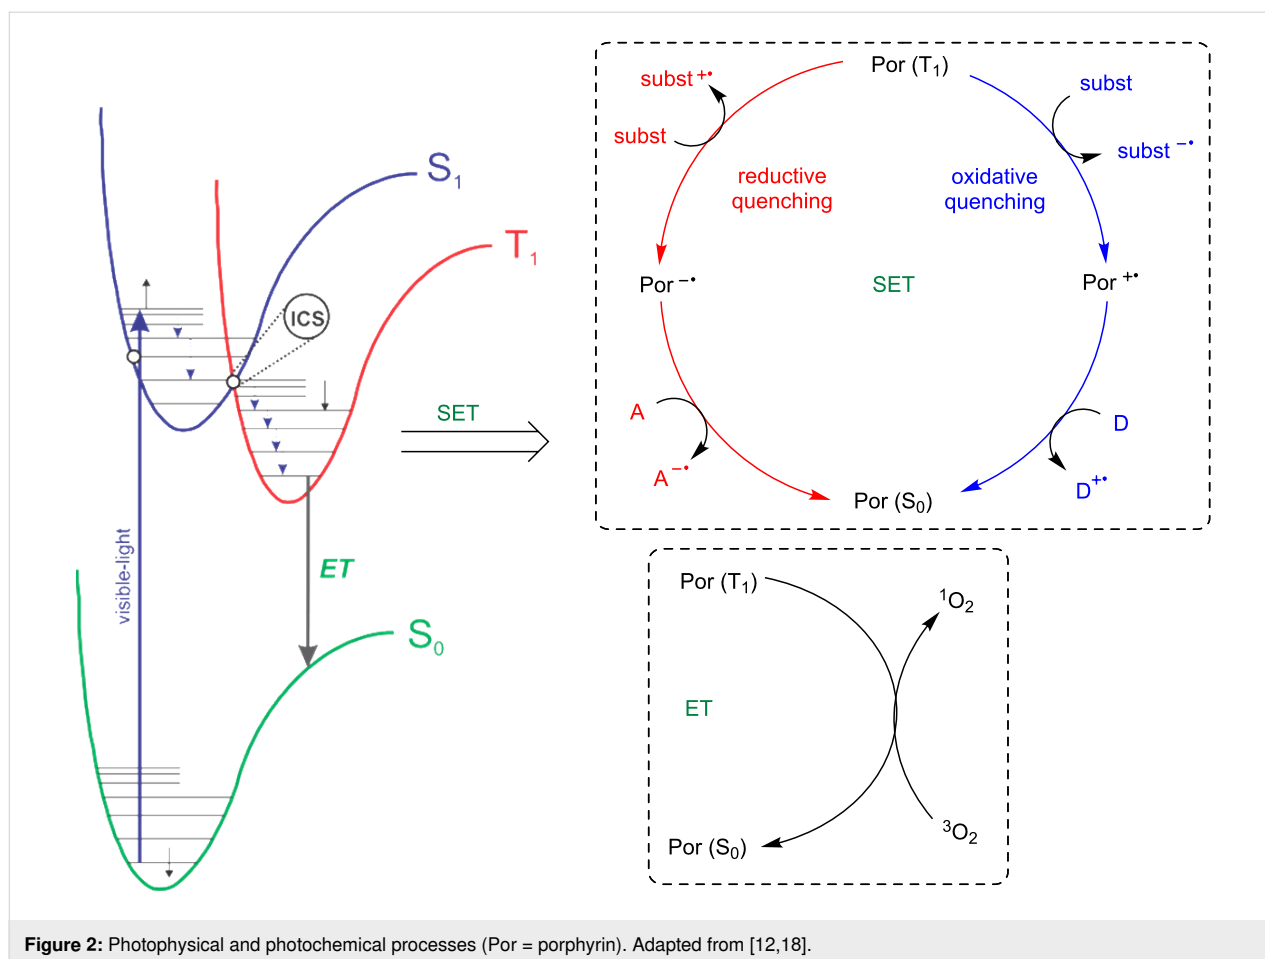 S₁
T₁
ICS
visible-light
ET
S₀
SET
Por (T₁)
subst⁺•
subst
reductive
quenching
Por⁻•
A
A⁻•
subst
subst⁻•
oxidative
quenching
SET
Por⁺•
D
D⁺•
Por (S₀)
Por (T₁)
¹O₂
ET
³O₂
Por (S₀)
Figure 2: Photophysical and photochemical processes (Por = porphyrin). Adapted from [12,18].